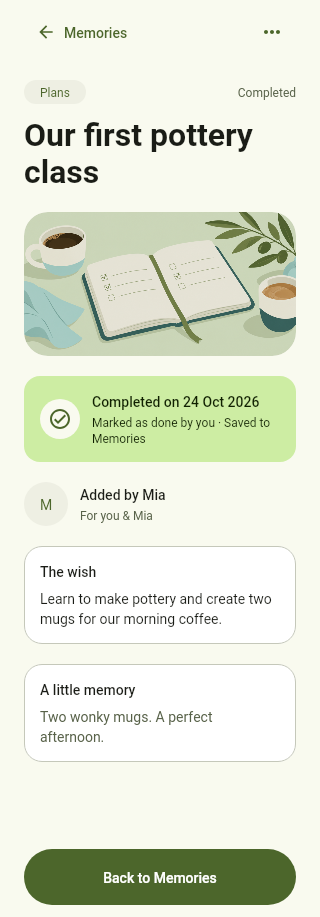 Memories
Plans
Completed
Our first pottery
class
Completed on 24 Oct 2026
Marked as done by you · Saved to
Memories
M
Added by Mia
For you & Mia
The wish
Learn to make pottery and create two
mugs for our morning coffee.
A little memory
Two wonky mugs. A perfect
afternoon.
Back to Memories